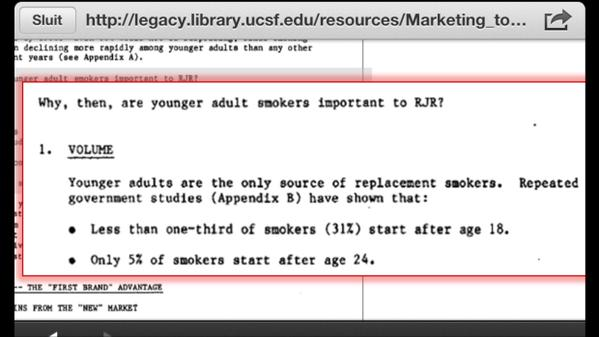 Sluit
http://legacy.library.ucsf.edu/resources/Marketing_to...
n declining more rapidly among younger adults than any other
nt years (see Appendix A).
unger adult smokers important to RJR?
Why, then, are younger adult smokers important to RJR?
1. VOLUME
Younger adults are the only source of replacement smokers. Repeated
government studies (Appendix B) have shown that:
• Less than one-third of smokers (31%) start after age 18.
• Only 5% of smokers start after age 24.
-- THE "FIRST BRAND" ADVANTAGE
INS FROM THE "NEW" MARKET